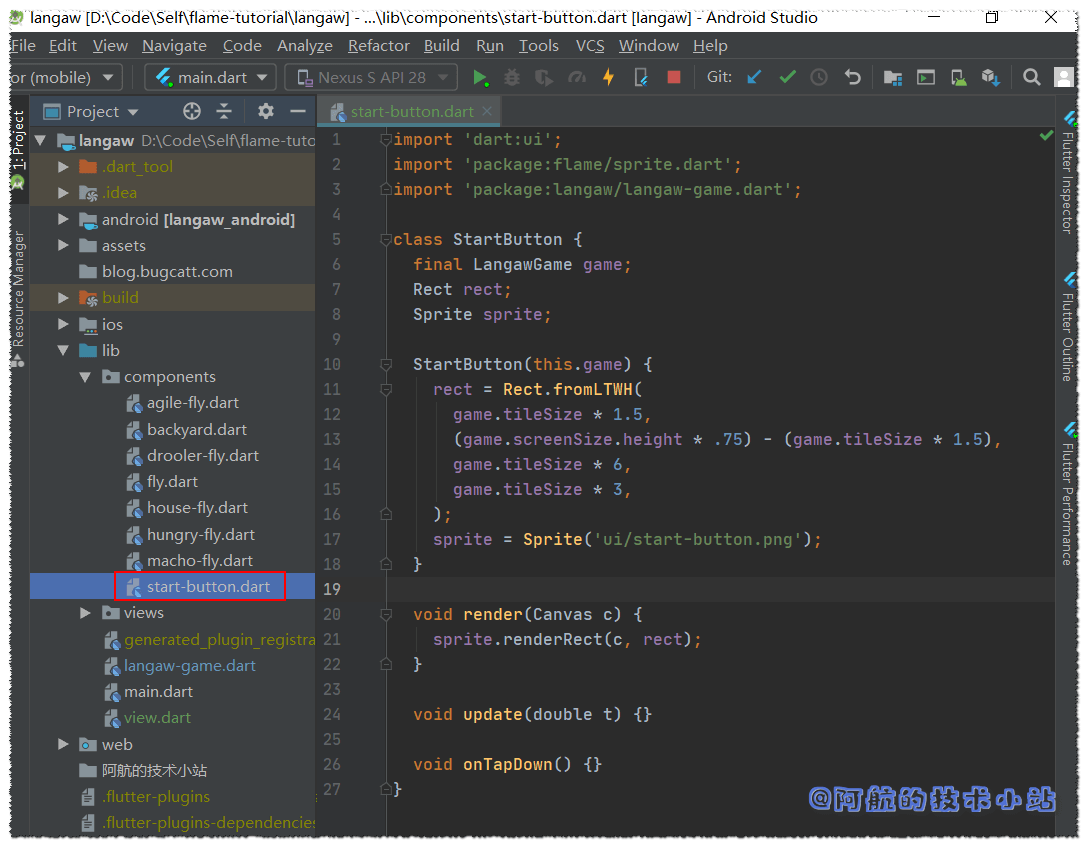 langaw [D:\Code\Self\flame-tutorial\langaw] - ...\lib\components\start-button.dart [langaw] - Android Studio
File Edit View Navigate Code Analyze Refactor Build Run Tools VCS Window Help
or (mobile) main.dart Nexus S API 28 Git:
Project
start-button.dart
1: Project
Resource Manager
langaw D:\Code\Self\flame-tuto
.dart_tool
.idea
android [langaw_android]
assets
blog.bugcatt.com
build
ios
lib
components
agile-fly.dart
backyard.dart
drooler-fly.dart
fly.dart
house-fly.dart
hungry-fly.dart
macho-fly.dart
start-button.dart
views
generated_plugin_registra
langaw-game.dart
main.dart
view.dart
web
阿航的技术小站
.flutter-plugins
.flutter-plugins-dependencies
1 import 'dart:ui';
2 import 'package:flame/sprite.dart';
3 import 'package:langaw/langaw-game.dart';
4
5 class StartButton {
6 final LangawGame game;
7 Rect rect;
8 Sprite sprite;
9
10 StartButton(this.game) {
11 rect = Rect.fromLTWH(
12 game.tileSize * 1.5,
13 (game.screenSize.height * .75) - (game.tileSize * 1.5),
14 game.tileSize * 6,
15 game.tileSize * 3,
16 );
17 sprite = Sprite('ui/start-button.png');
18 }
19
20 void render(Canvas c) {
21 sprite.renderRect(c, rect);
22 }
23
24 void update(double t) {}
25
26 void onTapDown() {}
27 }
Flutter Inspector
Flutter Outline
Flutter Performance
@阿航的技术小站